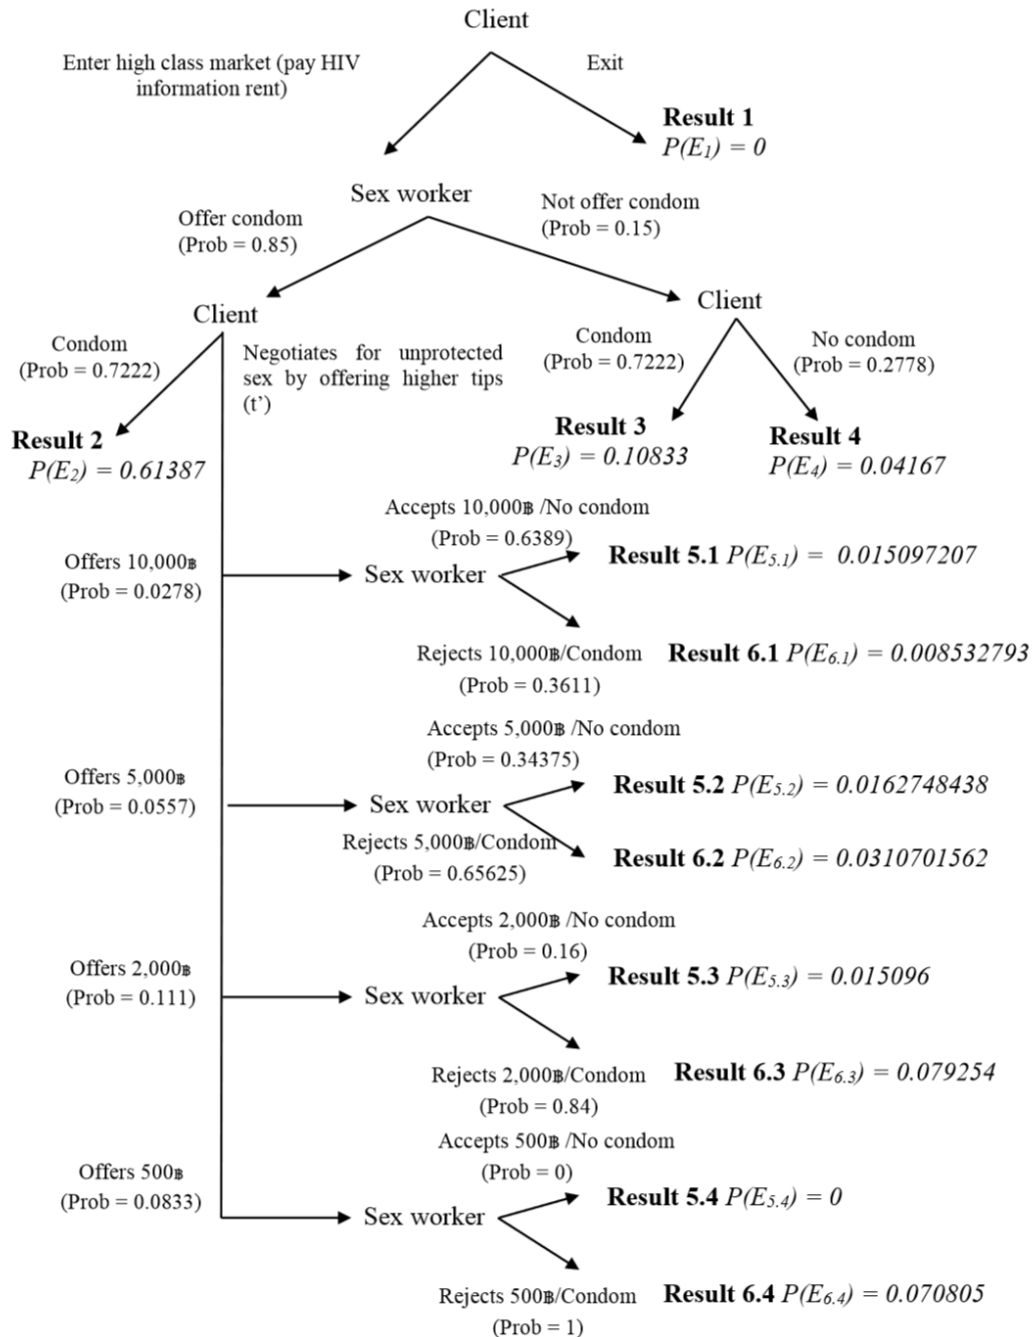 Client
Enter high class market (pay HIV
information rent)
Exit
Result 1
P(E1) = 0
Sex worker
Offer condom
(Prob = 0.85)
Not offer condom
(Prob = 0.15)
Client
Client
Condom
(Prob = 0.7222)
Negotiates for unprotected
sex by offering higher tips
(t')
Condom
(Prob = 0.7222)
No condom
(Prob = 0.2778)
Result 2
P(E2) = 0.61387
Result 3
P(E3) = 0.10833
Result 4
P(E4) = 0.04167
Accepts 10,000฿ /No condom
(Prob = 0.6389)
Offers 10,000฿
(Prob = 0.0278)
Sex worker
Result 5.1 P(E5.1) = 0.015097207
Rejects 10,000฿/Condom
(Prob = 0.3611)
Result 6.1 P(E6.1) = 0.008532793
Accepts 5,000฿ /No condom
(Prob = 0.34375)
Offers 5,000฿
(Prob = 0.0557)
Sex worker
Result 5.2 P(E5.2) = 0.0162748438
Rejects 5,000฿/Condom
(Prob = 0.65625)
Result 6.2 P(E6.2) = 0.0310701562
Accepts 2,000฿ /No condom
(Prob = 0.16)
Offers 2,000฿
(Prob = 0.111)
Sex worker
Result 5.3 P(E5.3) = 0.015096
Rejects 2,000฿/Condom
(Prob = 0.84)
Result 6.3 P(E6.3) = 0.079254
Accepts 500฿ /No condom
(Prob = 0)
Offers 500฿
(Prob = 0.0833)
Sex worker
Result 5.4 P(E5.4) = 0
Rejects 500฿/Condom
(Prob = 1)
Result 6.4 P(E6.4) = 0.070805